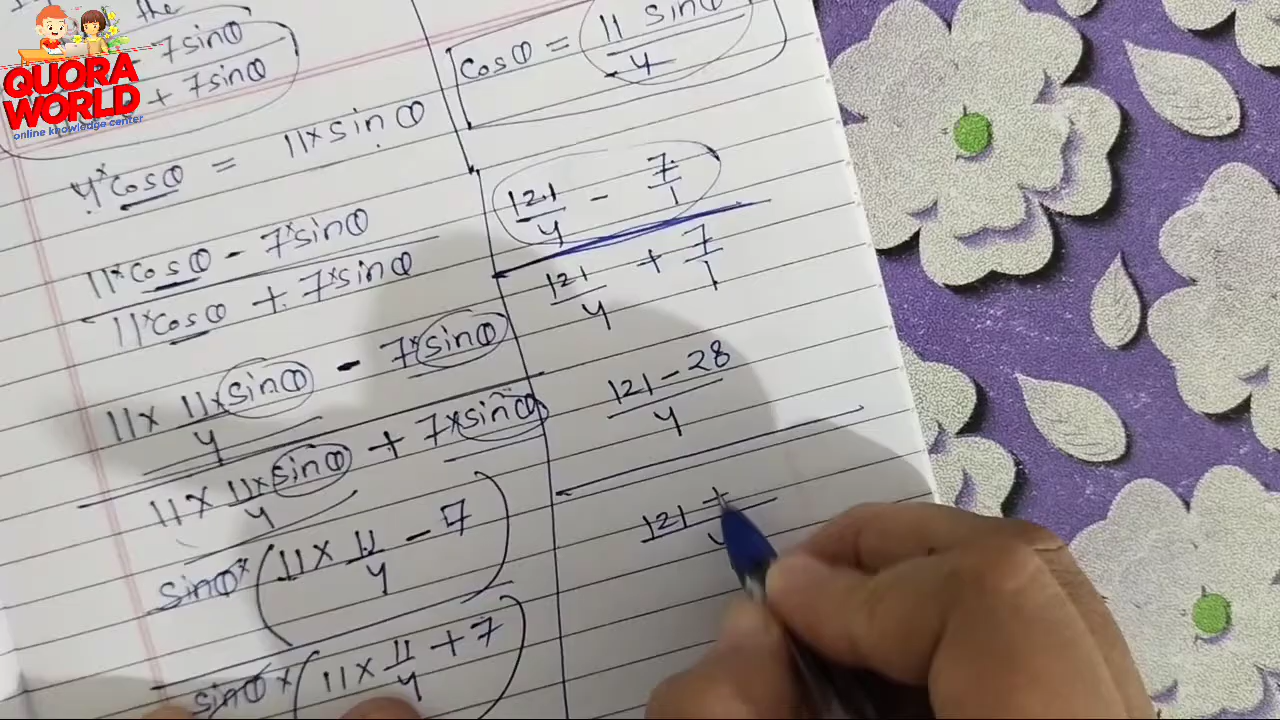 the
- 7sinθ
+ 7sinθ
QUORA
WORLD
online knowledge center
4×cosθ = 11×sinθ
11×cosθ - 7×sinθ
11×cosθ + 7×sinθ
11× 11×sinθ/4 - 7×sinθ
11× 11×sinθ/4 + 7×sinθ
sinθ×(11× 11/4 - 7)
sinθ×(11× 11/4 + 7)
cosθ = 11 sinθ/4
121/4 - 7/1
121/4 + 7/1
121-28
4
121 +